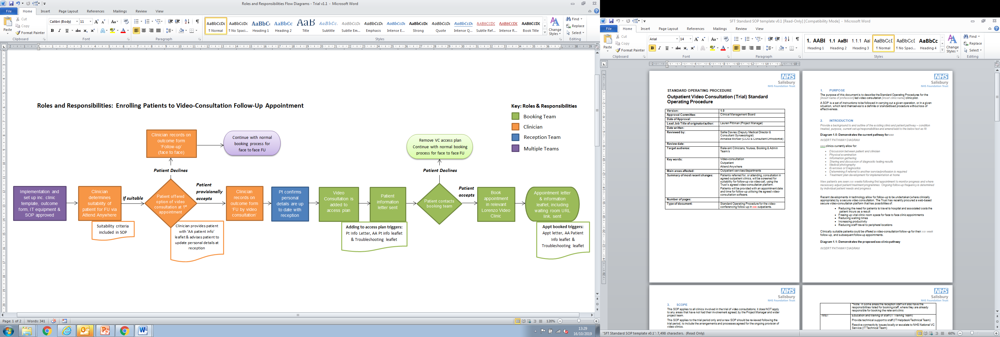 Roles and Responsibilities Flow Diagrams - Trial v1.1 - Microsoft Word
File Home Insert Page Layout References Mailings Review View
Paste
Cut
Copy
Format Painter
Clipboard
Calibri (Body) 11
Font
Paragraph
¶ Normal ¶ No Spaci... Heading 1 Heading 2 Title Subtitle Subtle Em... Emphasis Intense E... Strong Quote Intense Q... Subtle Ref... Intense R... Book Title
Change Styles
Styles
Find
Replace
Select
Editing
Roles and Responsibilities: Enrolling Patients to Video-Consultation Follow-Up Appointment
Key: Roles & Responsibilities
Booking Team
Clinician
Reception Team
Multiple Teams
Clinician records on
outcome form
'Follow-up'
(face to face)
Continue with normal
booking process for
face to face FU
Remove VC access plan
Continue with normal booking
process for face to face FU
Patient Declines
Patient Declines
Implementation and
set up inc. clinic
template, outcome
form, IT equipment &
SOP approved
Clinician
determines
suitability of
patient for FU via
Attend Anywhere
If suitable
Patient offered
option of video
consultation at 1st
appointment
Patient
provisionally
accepts
Clinician
records on
outcome form
'FU by video
consultation'
Pt confirms
personal
details are up
to date with
reception
Video
Consultation is
added to
access plan
Patient
information
letter sent
Patient contacts
booking team
Patient
accepts
Book
appointment
in relevant
Lorenzo Video
Clinic
Appointment letter
& information
leaflet, including
waiting room URL
link, sent
Suitability criteria
included in SOP
Clinician provides patient
with 'AA patient info'
leaflet & advises patient to
update personal details at
reception
Adding to access plan triggers:
Pt Info Letter, AA Pt info leaflet
& Troubleshooting leaflet
Appt booked triggers:
Appt letter, AA Patient
Info leaflet &
Troubleshooting leaflet
Page: 1 of 2 Words: 341
120%
13:29
16/10/2019
SFT Standard SOP template v0.1 [Read-Only] [Compatibility Mode] - Microsoft Word
File Home Insert Page Layout References Mailings Review View
Paste
Cut
Copy
Format Painter
Clipboard
Arial 14
Font
Paragraph
Heading 1 Heading 2 Heading 3 ¶ Normal ¶ No Spaci... Heading 4
Change Styles
Styles
Find
Replace
Select
Editing
NHS
Salisbury
NHS Foundation Trust
STANDARD OPERATING PROCEDURE
Outpatient Video Consultation (Trial) Standard
Operating Procedure
Version: 1.0
Approval Committee: Clinical Management Board
Date of Approval:
Lead Job Title of originator/author: Lauren Pittman (Project Manager)
Date written:
Reviewed by: Sallie Davies (Deputy Medical Director &
Consultant Gynaecologist)
Annalise McNair (CCIO & Consultant Orthodontist)
Review date:
Target audience: Relevant Clinicians, Nurses, Booking & Admin
Team/s
Key words: Video-consultation
Outpatient
Attend Anywhere
Main areas affected: Outpatient services/departments
Summary of most recent changes: Patients referred for, or attending, consultation in
agreed outpatient clinics, will be screened for
suitability for follow-up via videocall, using the
Trust's agreed video-consultation platform.
Patients will be provided with an appointment date
and time for follow-up utilising the agreed video-
consultation software.
Number of pages:
Type of document: Standard Operating Procedure for the video-
conferencing follow-up in xxx outpatients.
NHS
Salisbury
NHS Foundation Trust
1. PURPOSE
The purpose of this document is to describe the Standard Operating Procedures for the
[insert name of profession]-led video consultation [insert clinic name] clinic pilot.
A SOP is a set of instructions to be followed in carrying out a given operation, or in a given
situation, which lend themselves to a definite or standardised procedure without loss of
effectiveness.
2. INTRODUCTION
Provide a background to and outline of the existing clinic and patient pathway – condition
treated, purpose, current set up/responsibilities and amend/add to the below text as fit.
Diagram 1.0: Demonstrates the current pathway for xxx
INSERT PATHWAY DIAGRAM
xxx clinics currently allow for:
• Discussion between patient and clinician
• Physical examination
• Information gathering
• Sharing and discussion of diagnostic testing results
• Medical photography
• Exercises or Diagnostics
• Determining if referral to another service/profession is required
• Treatment plan development for implementation at home
New patients are seen xxx weeks following first appointment to monitor progress and where
necessary adjust patient treatment programmes. Ongoing follow-up frequency is determined
by individual patient needs and progress.
Recent developments in technology allow for follow-up to be undertaken (where clinically
appropriate) by a secure video consultation. The Trust has recently procured a web-based
secure video-consultation platform that has possibilities of:
• Reducing the need for patients to travel to hospital and associated costs the
patient incurs as a result
• Freeing up vital clinic room space for face to face clinic appointments
• Reducing waiting times
• Increasing productivity
• Reducing staff travel to peripheral locations
Clinically suitable patients could be offered a video-consultation follow-up for their xxx week
follow-up, and subsequent follow-up appointments.
Diagram 1.1: Demonstrates the proposed xxx clinic pathway
INSERT PATHWAY DIAGRAM
NHS
Salisbury
NHS Foundation Trust
3. SCOPE
This SOP applies to all clinics involved in the trial of video consultations; it does NOT apply
to any areas that have not had their involvement agreed, by the Project Manager and wider
project team.
This SOP applies to the trial period only and a new SOP should be reviewed following the
trial period, to include the arrangements and processes agreed for the ongoing provision of
video clinics.
NHS
Salisbury
NHS Foundation Trust
*Note: In some areas the reception staff will also have the
responsibilities listed for booking staff, where they are already
responsible for booking the relevant clinic
IM&T Education and training of staff (IT Training Team)
Provide technical support to staff (IT Helpdesk/Technical Team)
Resolve connectivity issues locally or escalate to NHS National VC
Service (IT Technical Team)
"SFT Standard SOP template v0.1": 7,498 characters. (Read Only)
60%